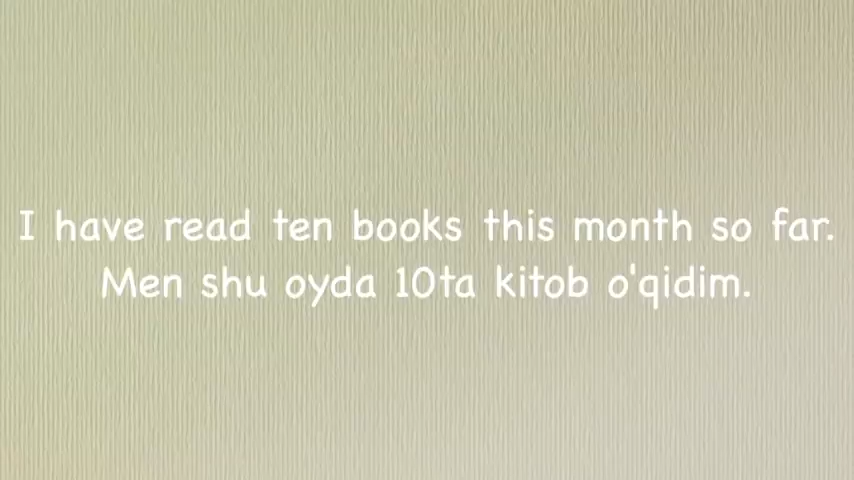 I have read ten books this month so far.
Men shu oyda 10ta kitob o'qidim.